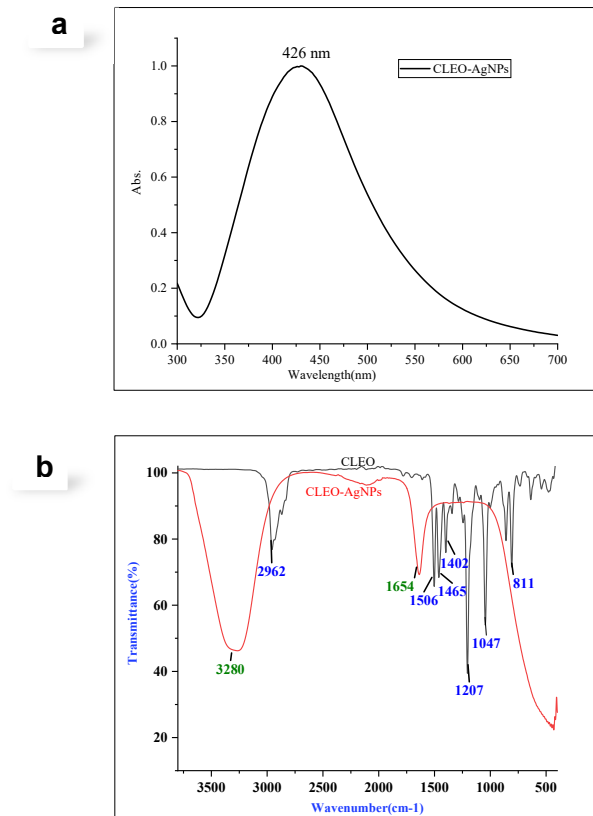 a
426 nm
CLEO-AgNPs
1.0
0.8
0.6
0.4
0.2
0.0
Abs.
300 350 400 450 500 550 600 650 700
Wavelength(nm)
b
CLEO
CLEO-AgNPs
100
80
60
40
20
Transmittance(%)
2962
3280
1654
1506
1465
1402
1207
1047
811
3500 3000 2500 2000 1500 1000 500
Wavenumber(cm-1)